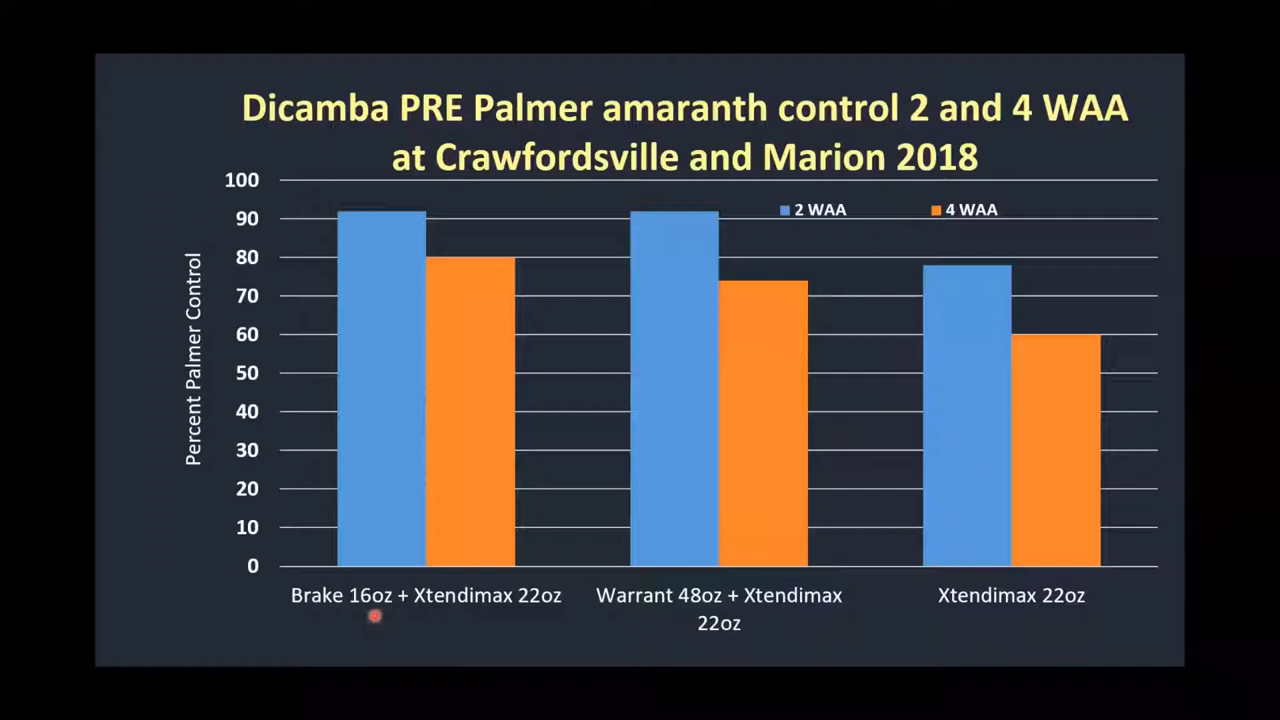 Dicamba PRE Palmer amaranth control 2 and 4 WAA
at Crawfordsville and Marion 2018
2 WAA
4 WAA
Percent Palmer Control
100
90
80
70
60
50
40
30
20
10
0
Brake 16oz + Xtendimax 22oz
Warrant 48oz + Xtendimax
22oz
Xtendimax 22oz